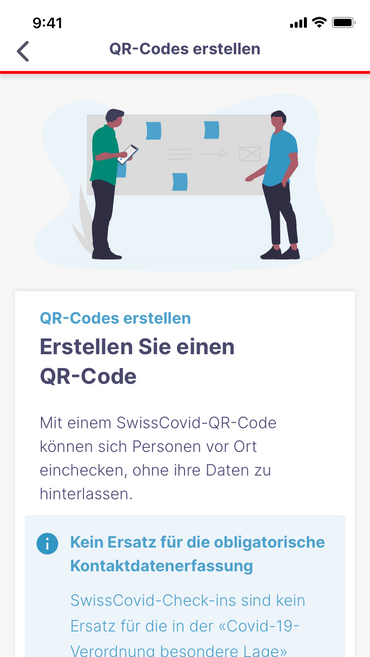 9:41
QR-Codes erstellen
QR-Codes erstellen
Erstellen Sie einen
QR-Code
Mit einem SwissCovid-QR-Code
können sich Personen vor Ort
einchecken, ohne ihre Daten zu
hinterlassen.
Kein Ersatz für die obligatorische
Kontaktdatenerfassung
SwissCovid-Check-ins sind kein
Ersatz für die in der «Covid-19-
Verordnung besondere Lage»